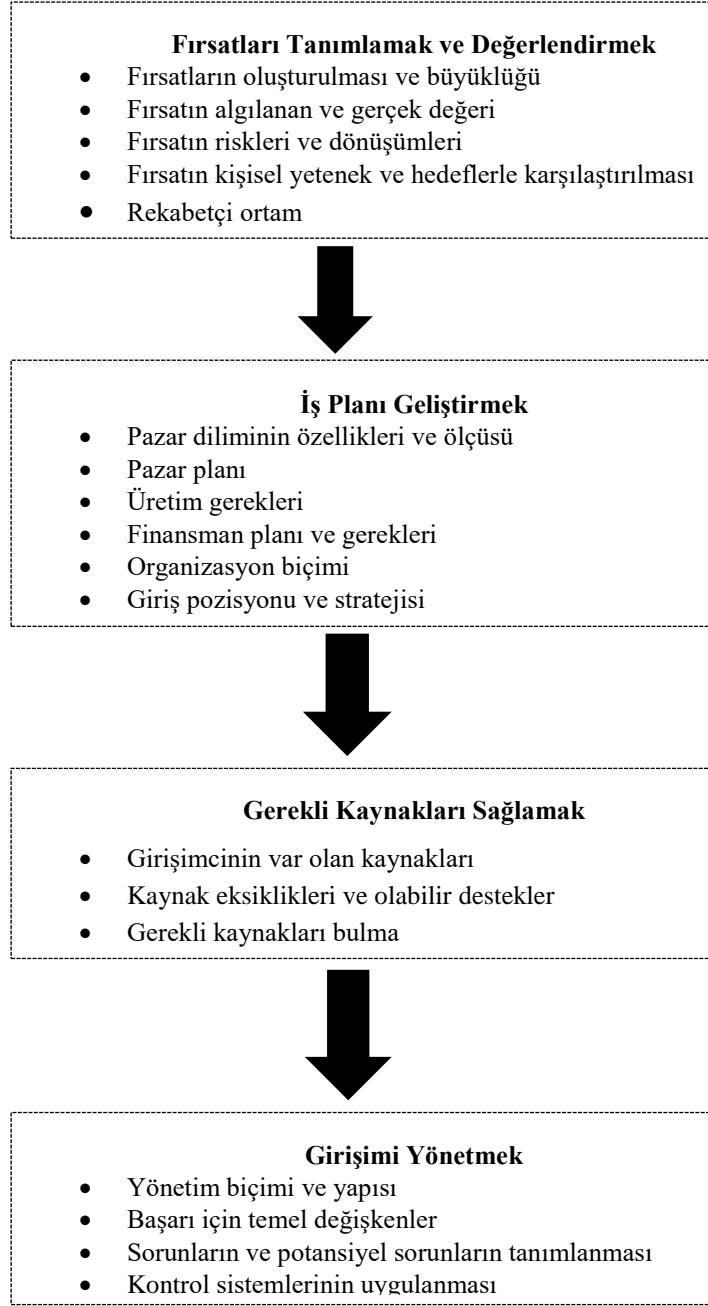 Fırsatları Tanımlamak ve Değerlendirmek
• Fırsatların oluşturulması ve büyüklüğü
• Fırsatın algılanan ve gerçek değeri
• Fırsatın riskleri ve dönüşümleri
• Fırsatın kişisel yetenek ve hedeflerle karşılaştırılması
• Rekabetçi ortam
İş Planı Geliştirmek
• Pazar diliminin özellikleri ve ölçüsü
• Pazar planı
• Üretim gerekleri
• Finansman planı ve gerekleri
• Organizasyon biçimi
• Giriş pozisyonu ve stratejisi
Gerekli Kaynakları Sağlamak
• Girişimcinin var olan kaynakları
• Kaynak eksiklikleri ve olabilir destekler
• Gerekli kaynakları bulma
Girişimi Yönetmek
• Yönetim biçimi ve yapısı
• Başarı için temel değişkenler
• Sorunların ve potansiyel sorunların tanımlanması
• Kontrol sistemlerinin uygulanması